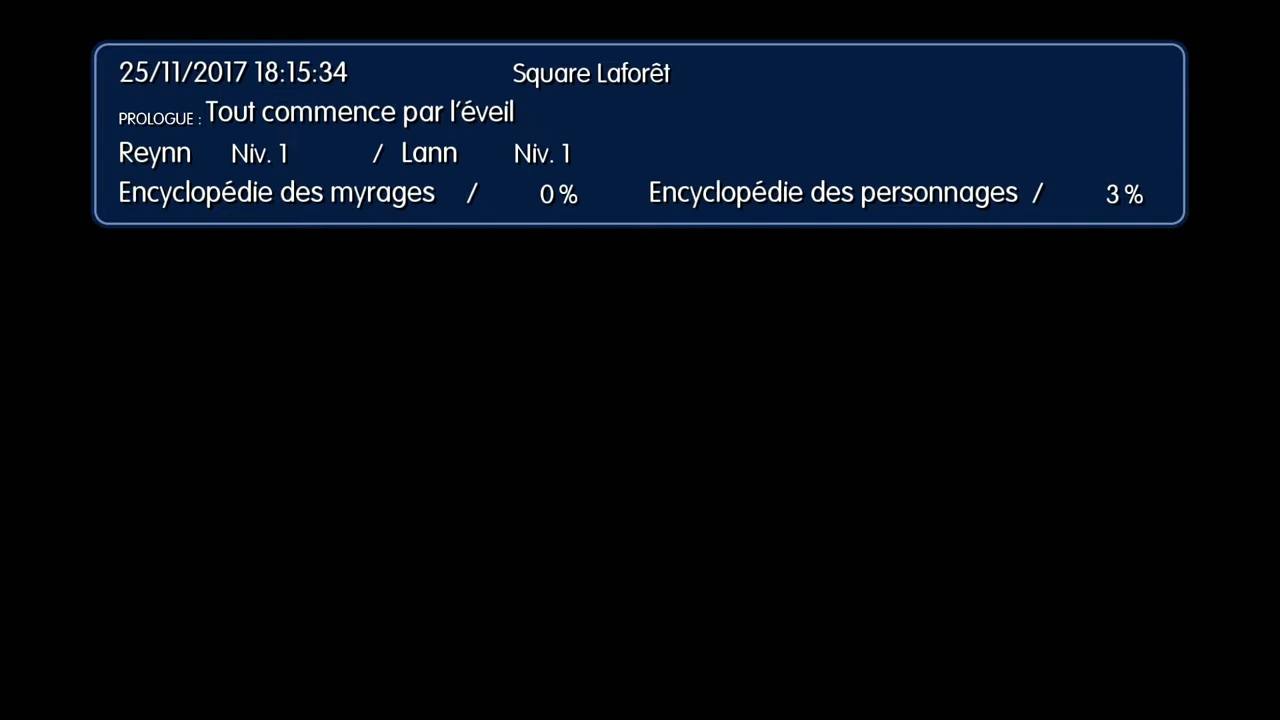 25/11/2017 18:15:34 Square Laforêt
PROLOGUE : Tout commence par l’éveil
Reynn Niv. 1 / Lann Niv. 1
Encyclopédie des myrages / 0 % Encyclopédie des personnages / 3 %